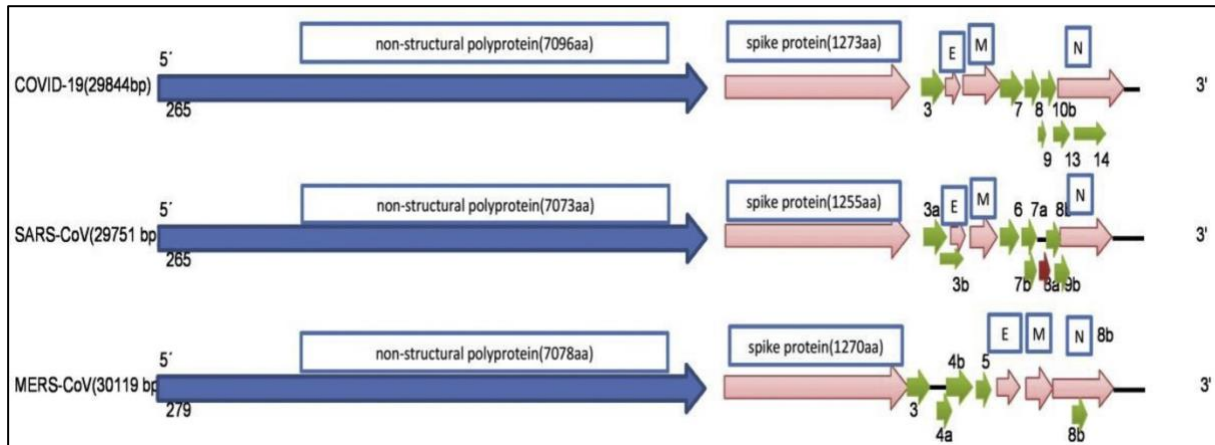 5´ non-structural polyprotein(7096aa) spike protein(1273aa) E M N
COVID-19(29844bp) 3'
265 3 7 8 10b
9 13 14
5´ non-structural polyprotein(7073aa) spike protein(1255aa) 3a E M 6 7a 8b N
SARS-CoV(29751 bp) 3'
265 3b 7b 8a 9b
5´ non-structural polyprotein(7078aa) spike protein(1270aa) 4b 5 E M N 8b
MERS-CoV(30119 bp) 3'
279 3 4a 8b